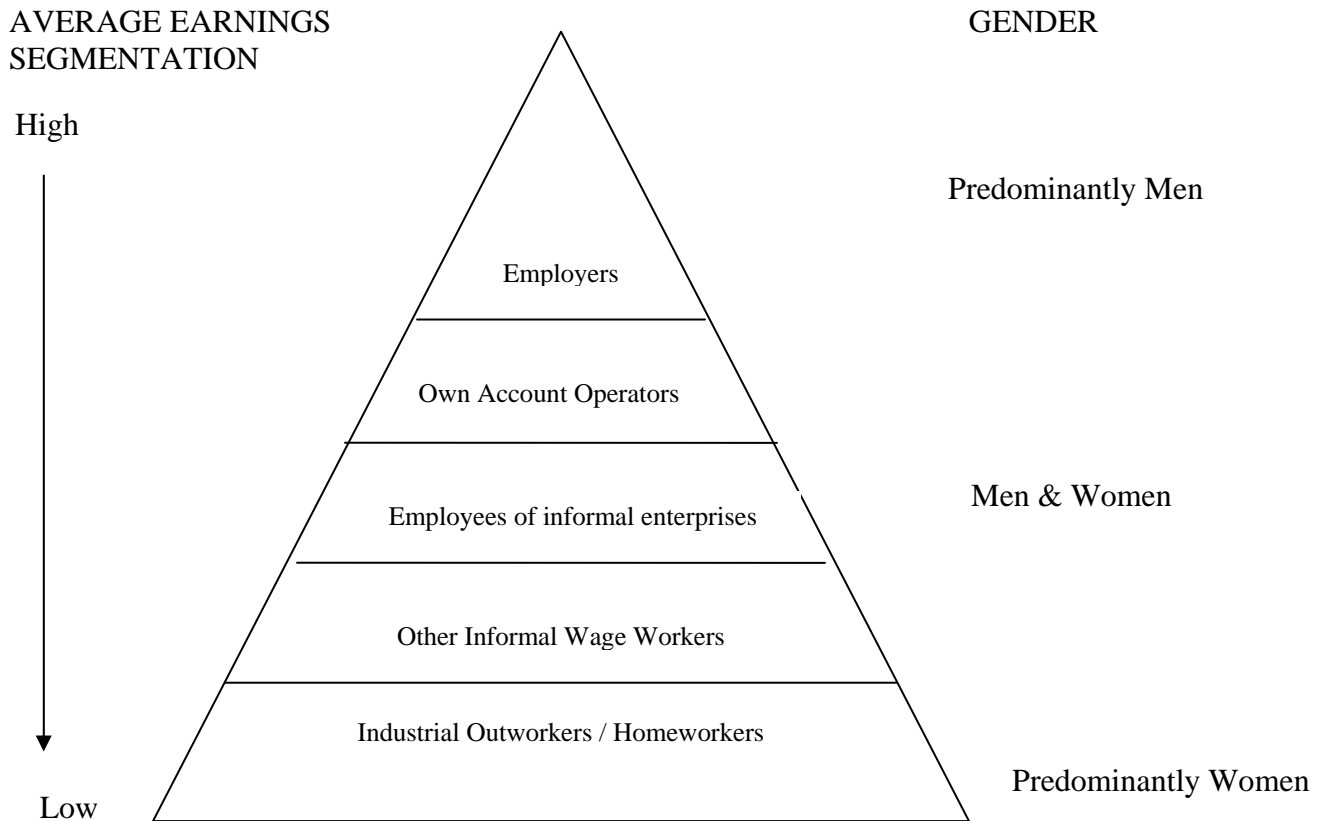 AVERAGE EARNINGS
SEGMENTATION
GENDER
High
Predominantly Men
Employers
Own Account Operators
Men & Women
Employees of informal enterprises
Other Informal Wage Workers
Industrial Outworkers / Homeworkers
Predominantly Women
Low